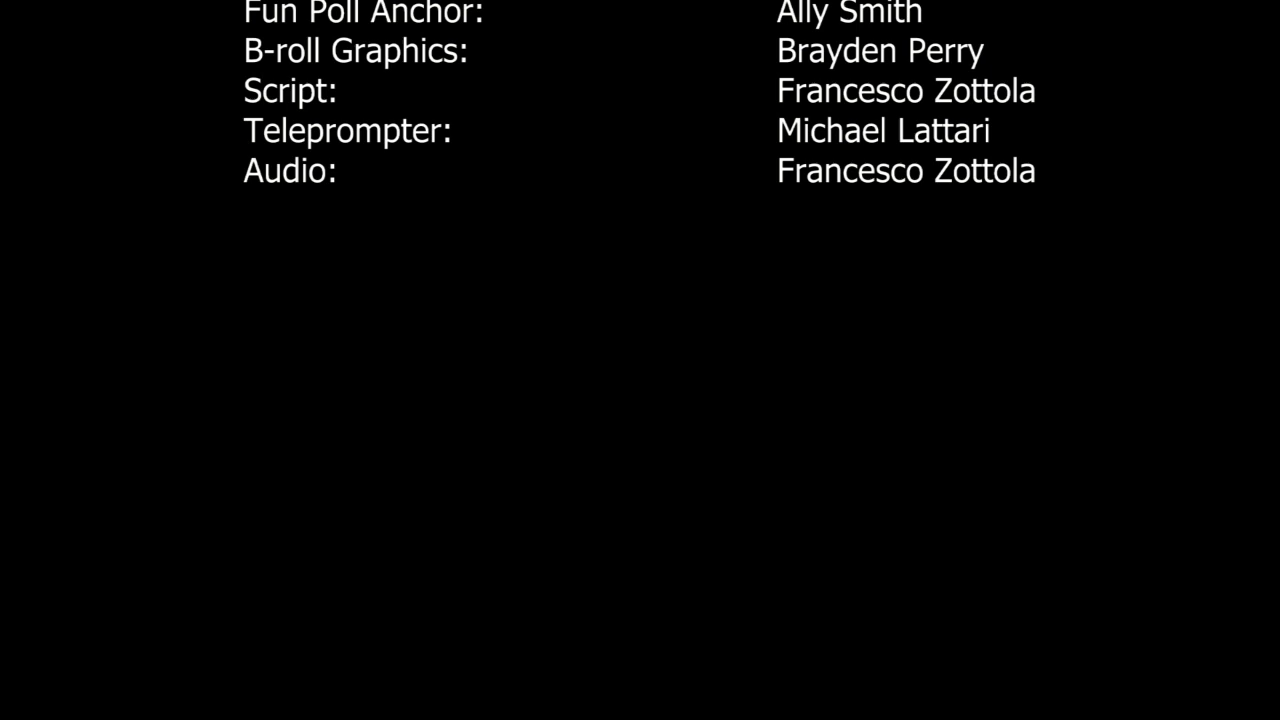 Fun Poll Anchor: Ally Smith
B-roll Graphics: Brayden Perry
Script: Francesco Zottola
Teleprompter: Michael Lattari
Audio: Francesco Zottola